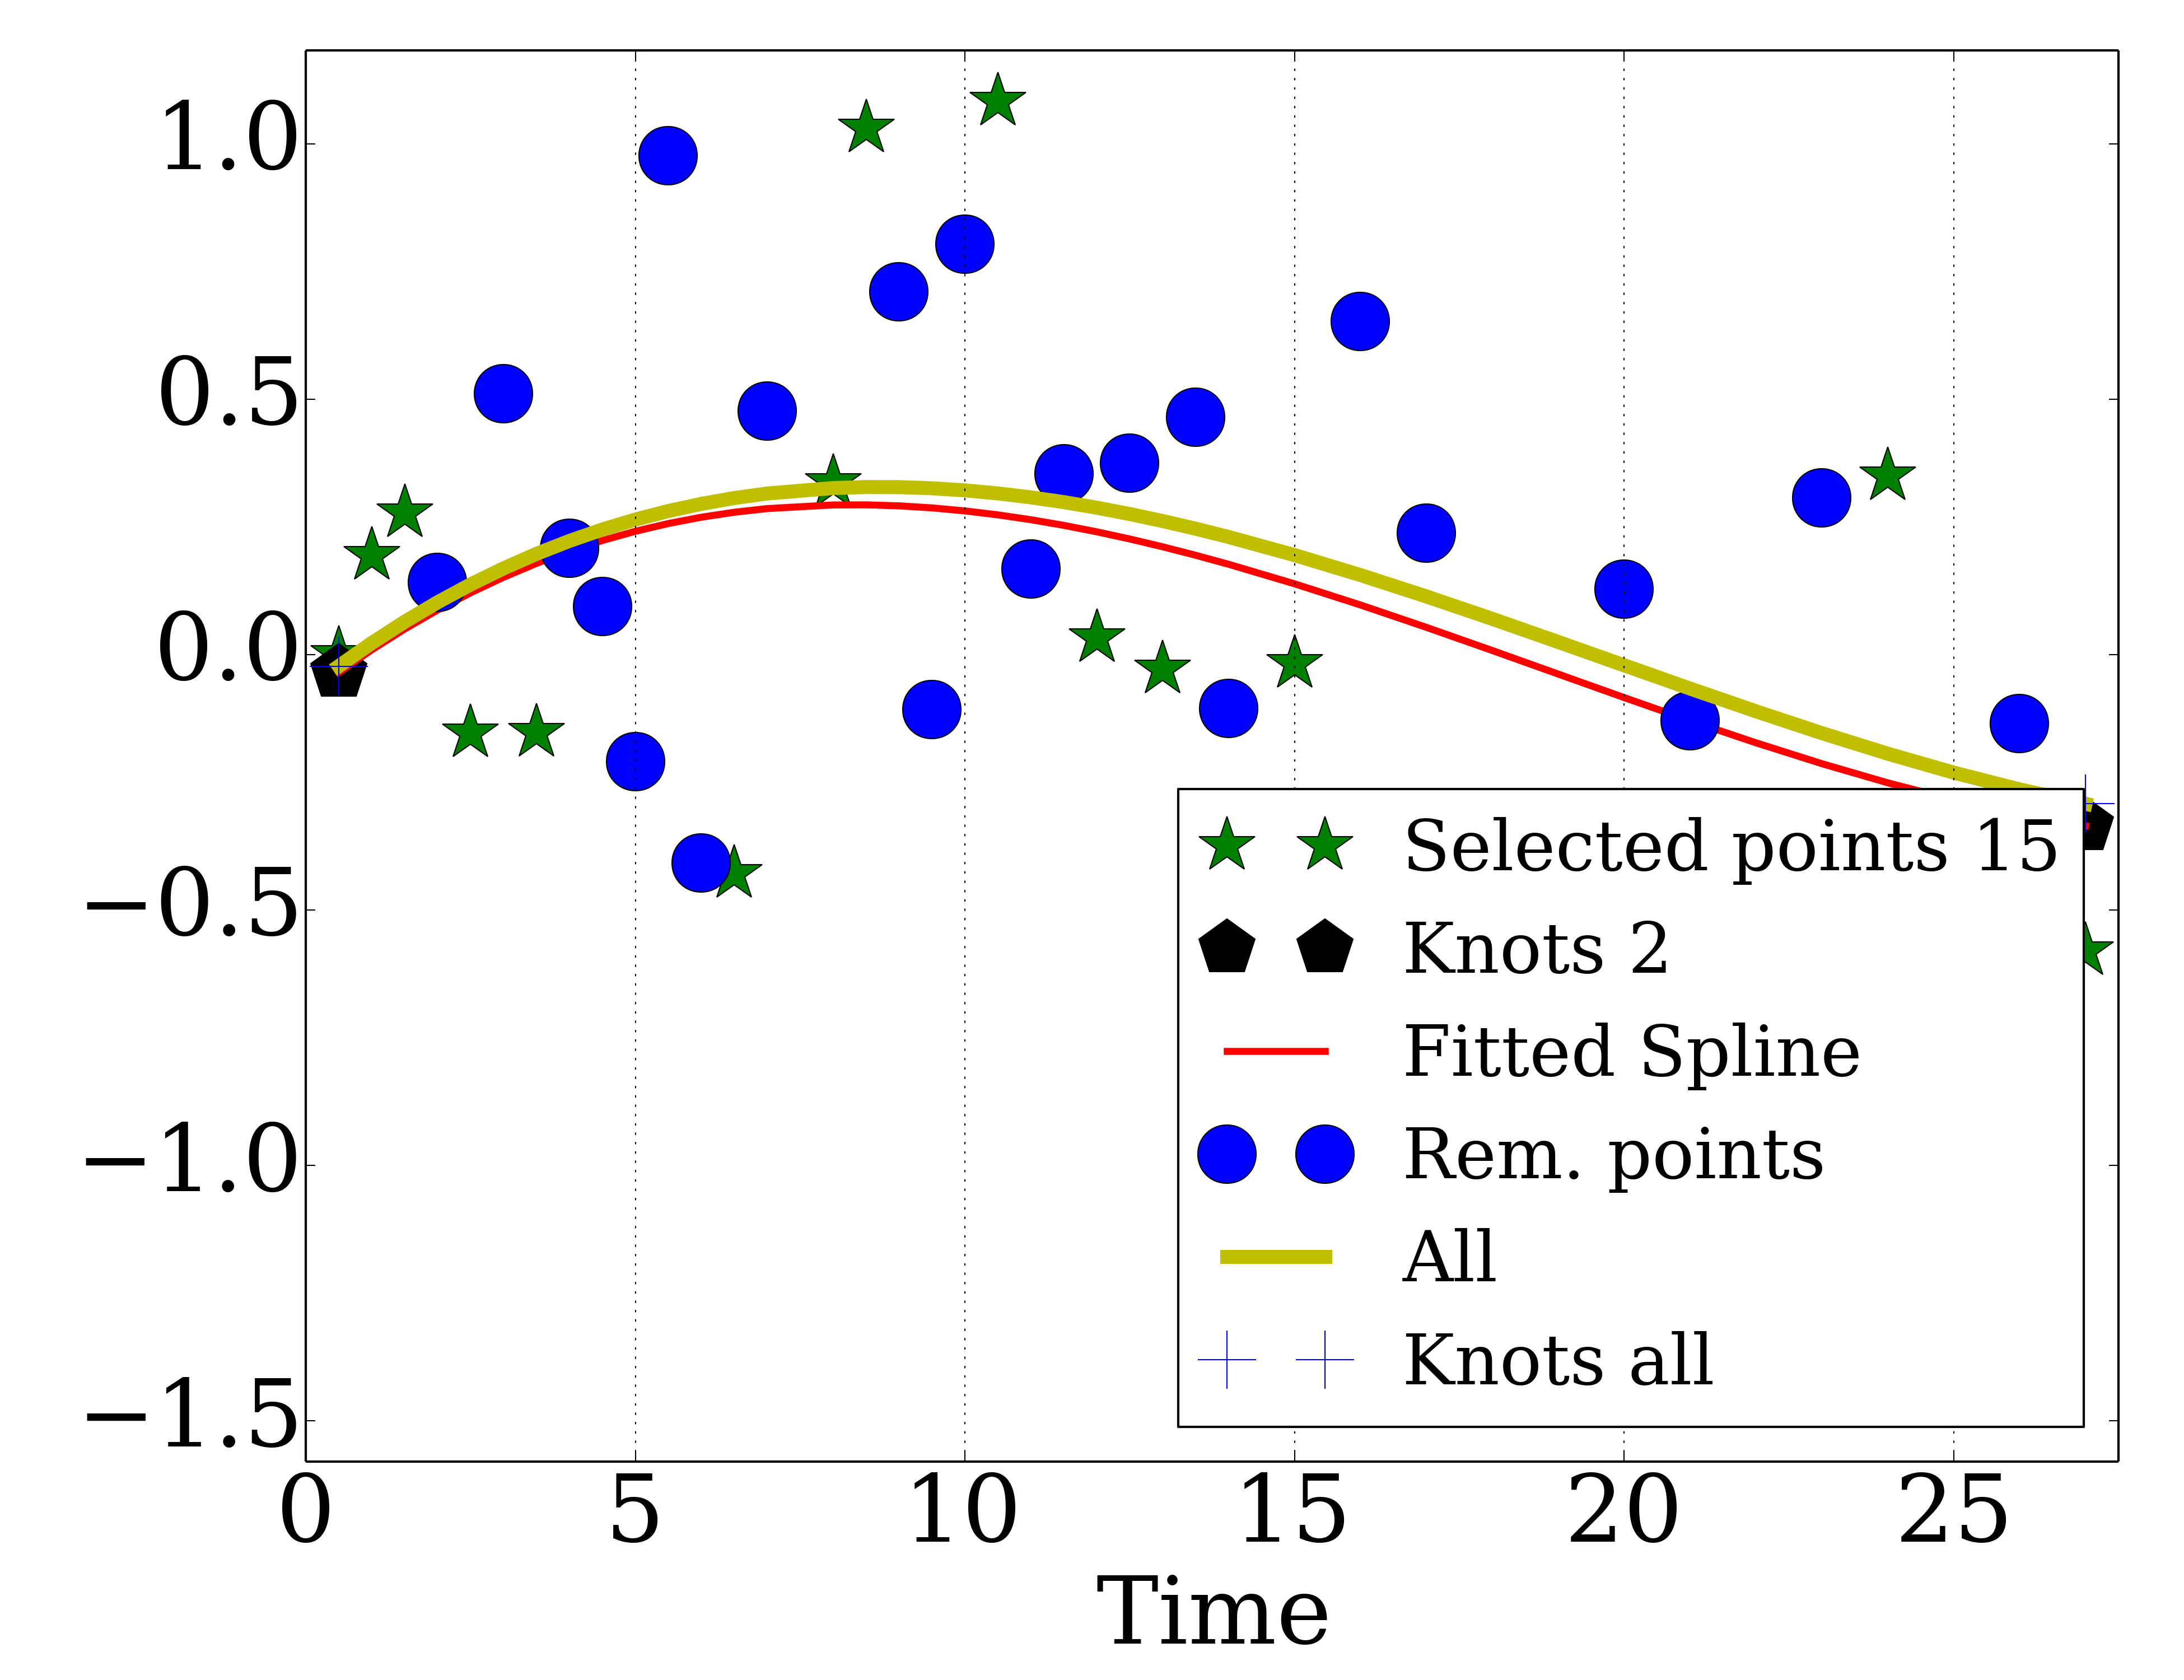 1.0
0.5
0.0
−0.5
−1.0
−1.5
0 5 10 15 20 25
Time
Selected points 15
Knots 2
Fitted Spline
Rem. points
All
Knots all